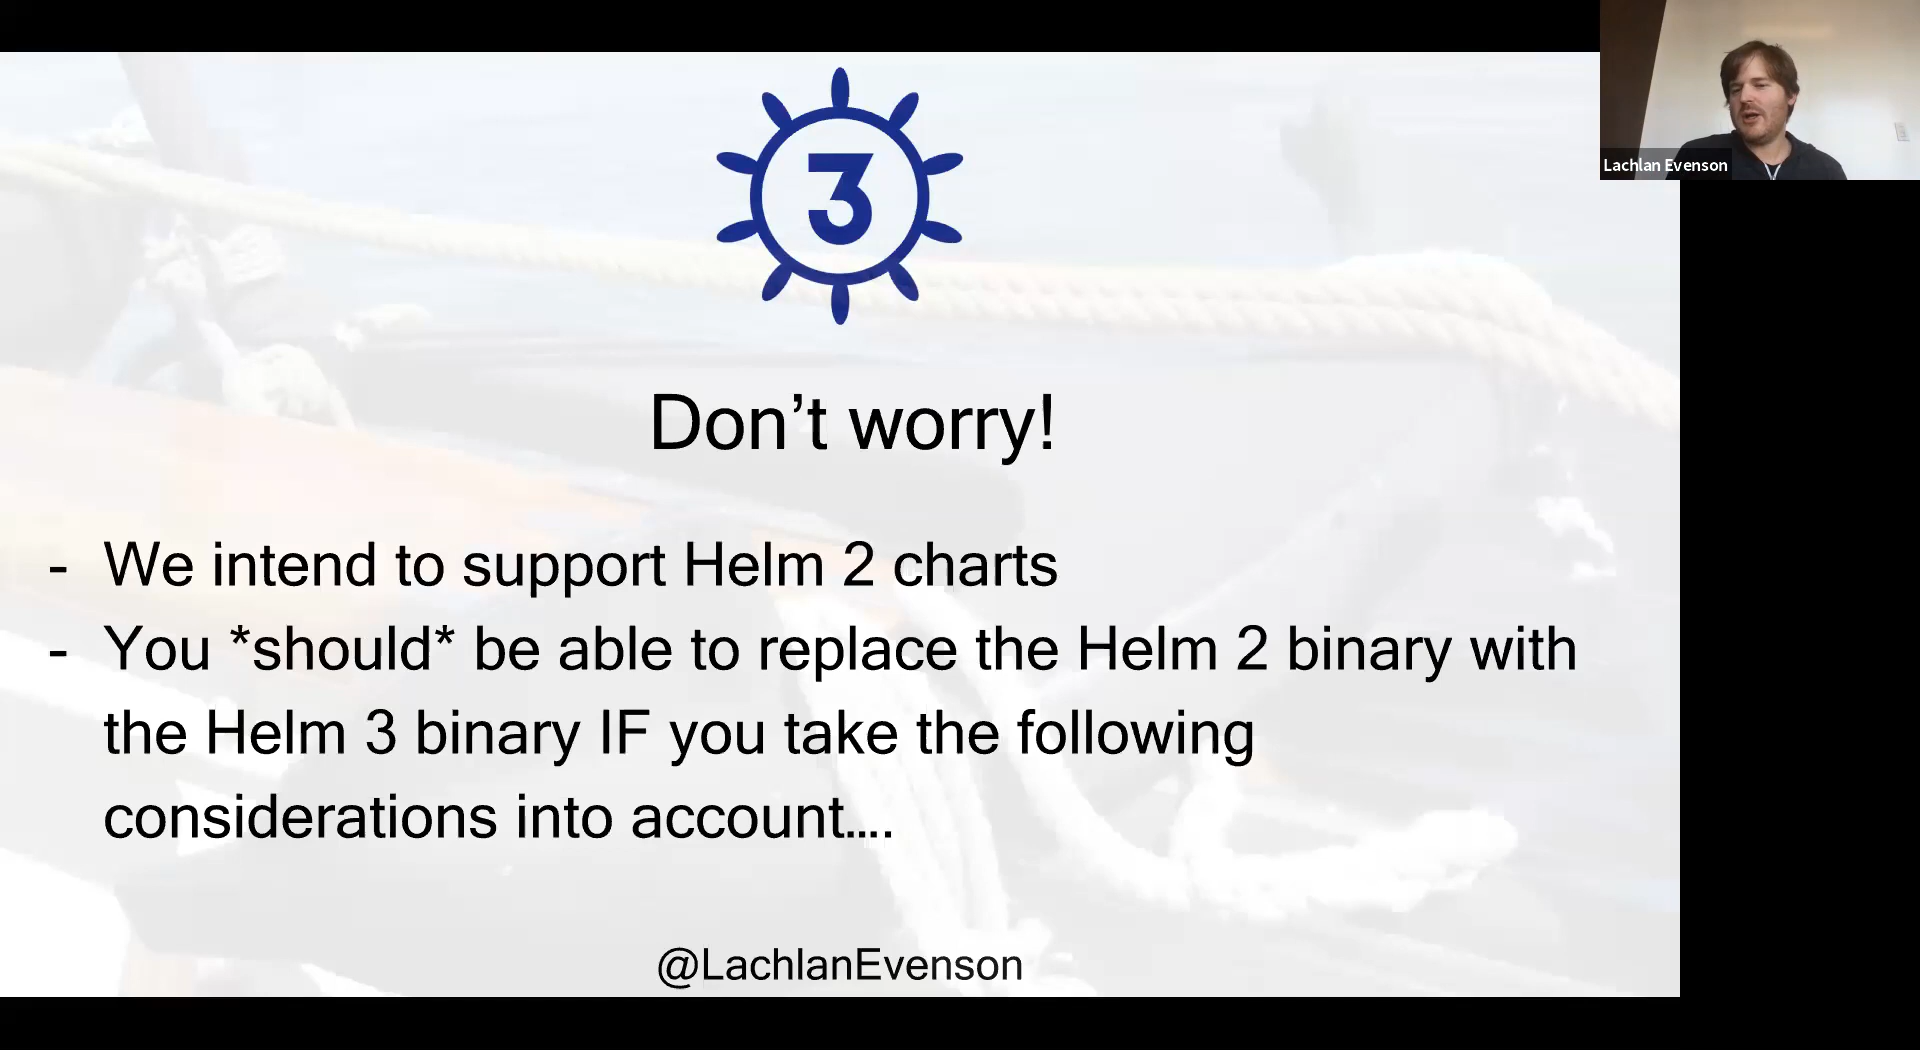 Lachlan Evenson
3
Don’t worry!
- We intend to support Helm 2 charts
- You *should* be able to replace the Helm 2 binary with
the Helm 3 binary IF you take the following
considerations into account....
@LachlanEvenson